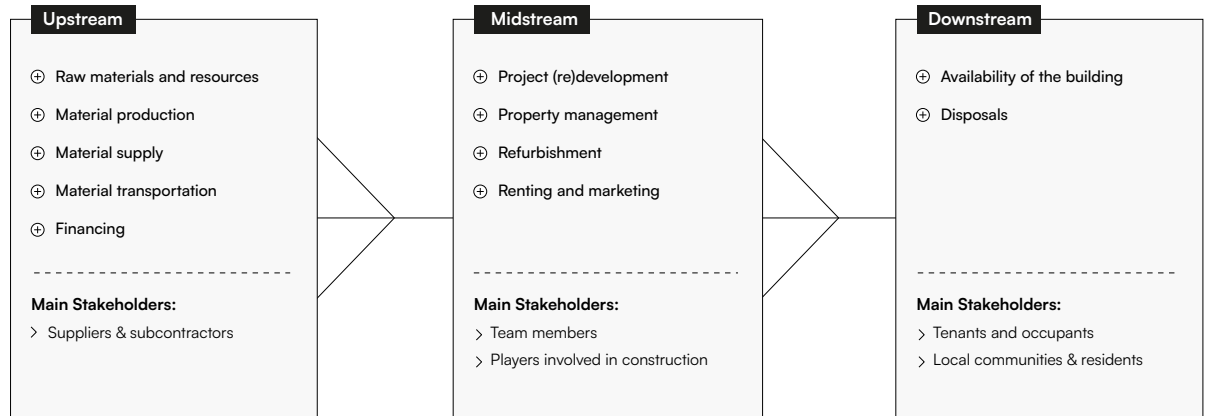 Upstream
Raw materials and resources
Material production
Material supply
Material transportation
Financing
Main Stakeholders:
Suppliers & subcontractors
Midstream
Project (re)development
Property management
Refurbishment
Renting and marketing
Main Stakeholders:
Team members
Players involved in construction
Downstream
Availability of the building
Disposals
Main Stakeholders:
Tenants and occupants
Local communities & residents